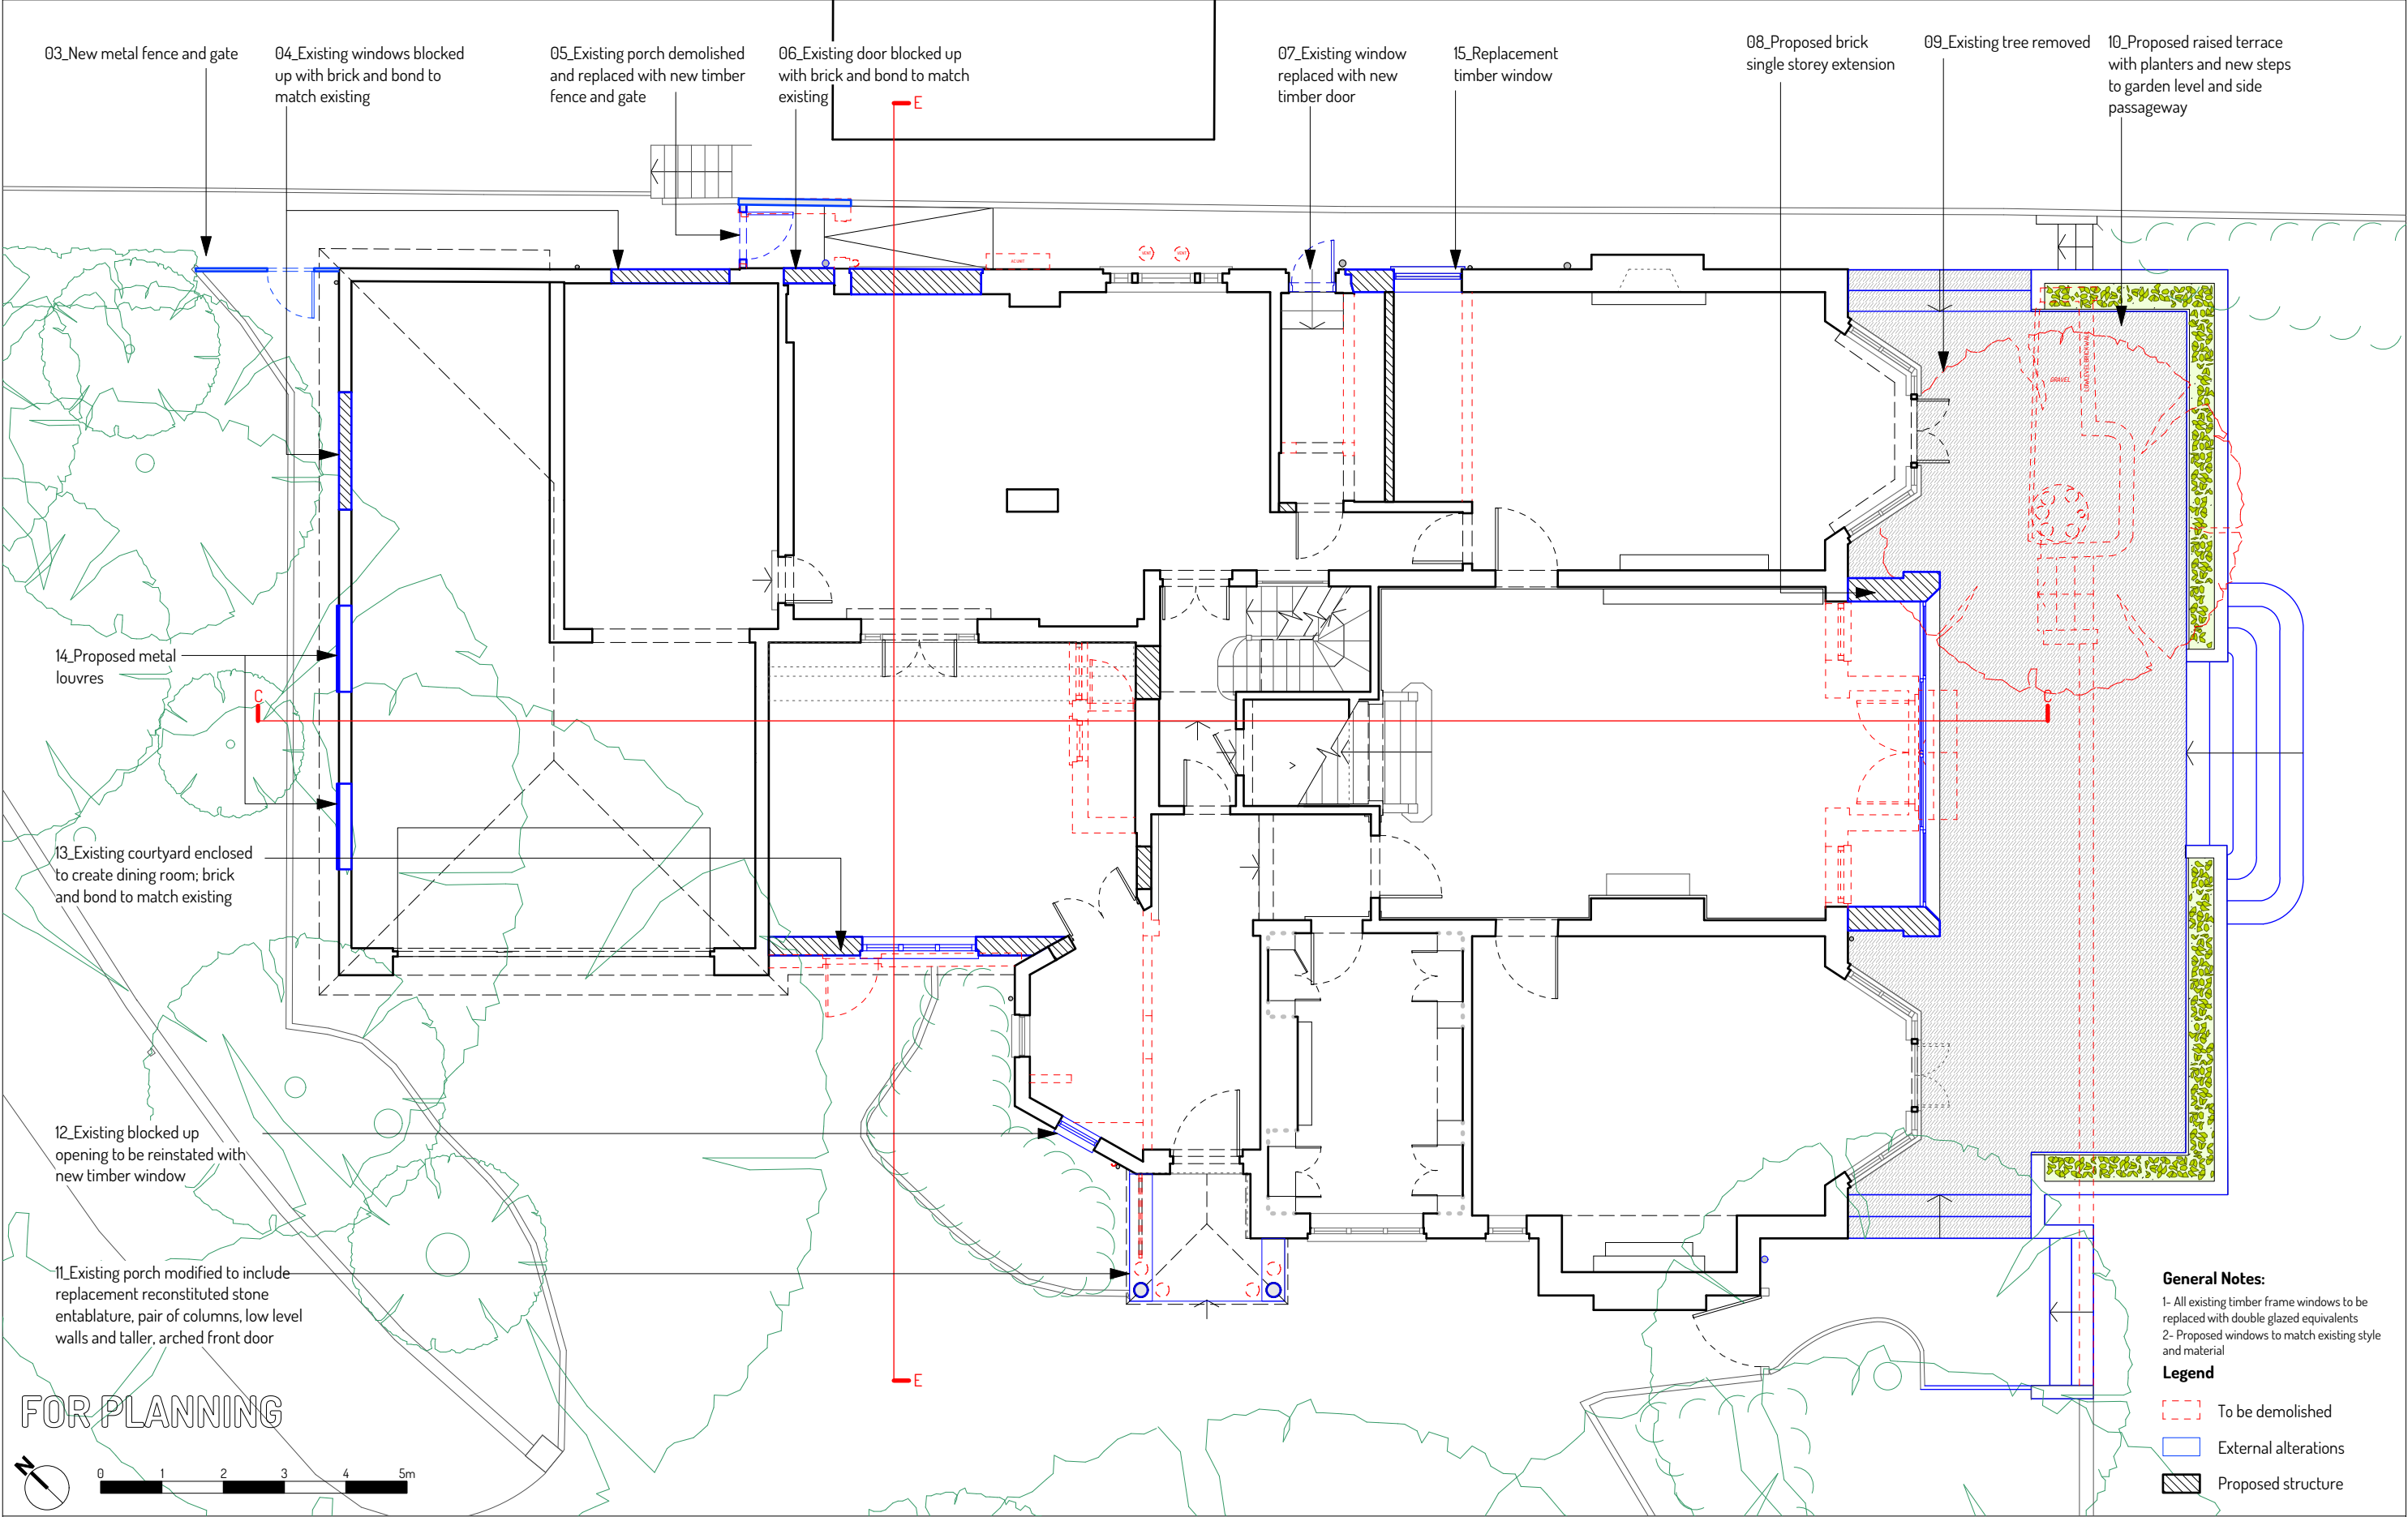 03_New metal fence and gate
04_Existing windows blocked
up with brick and bond to
match existing
05_Existing porch demolished
and replaced with new timber
fence and gate
06_Existing door blocked up
with brick and bond to match
existing
07_Existing window
replaced with new
timber door
15_Replacement
timber window
08_Proposed brick
single storey extension
09_Existing tree removed
10_Proposed raised terrace
with planters and new steps
to garden level and side
passageway
E
VENT
VENT
GRAVEL
14_Proposed metal
louvres
C
C
13_Existing courtyard enclosed
to create dining room; brick
and bond to match existing
12_Existing blocked up
opening to be reinstated with
new timber window
11_Existing porch modified to include
replacement reconstituted stone
entablature, pair of columns, low level
walls and taller, arched front door
E
FOR PLANNING
N
0 1 2 3 4 5m
General Notes:
1- All existing timber frame windows to be
replaced with double glazed equivalents
2- Proposed windows to match existing style
and material
Legend
To be demolished
External alterations
Proposed structure